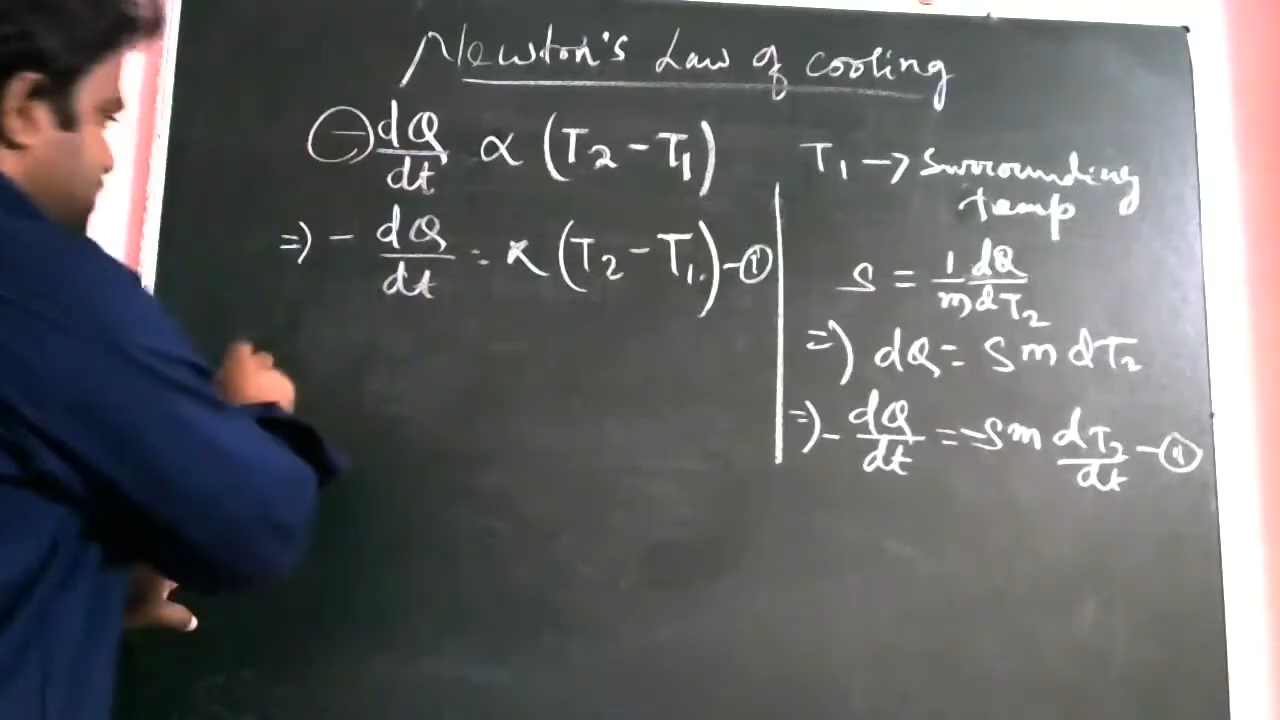 Newton's Law of cooling
(−) dQ/dt ∝ (T2 − T1)
=> − dQ/dt = K (T2 − T1) − ①
T1 → Surrounding
temp
S = 1/m dQ/dT2
=> dQ = S m dT2
=> − dQ/dt = −S m dT2/dt − ⑪